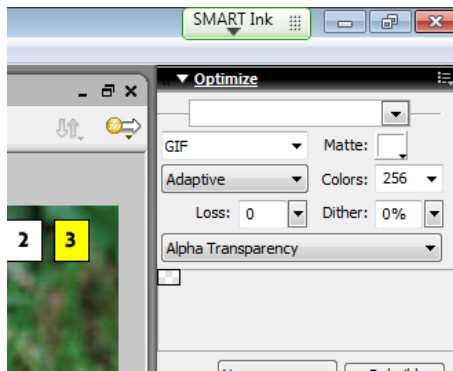 SMART Ink
Optimize
GIF
Matte:
Adaptive
Colors: 256
Loss: 0
Dither: 0%
2 3
Alpha Transparency